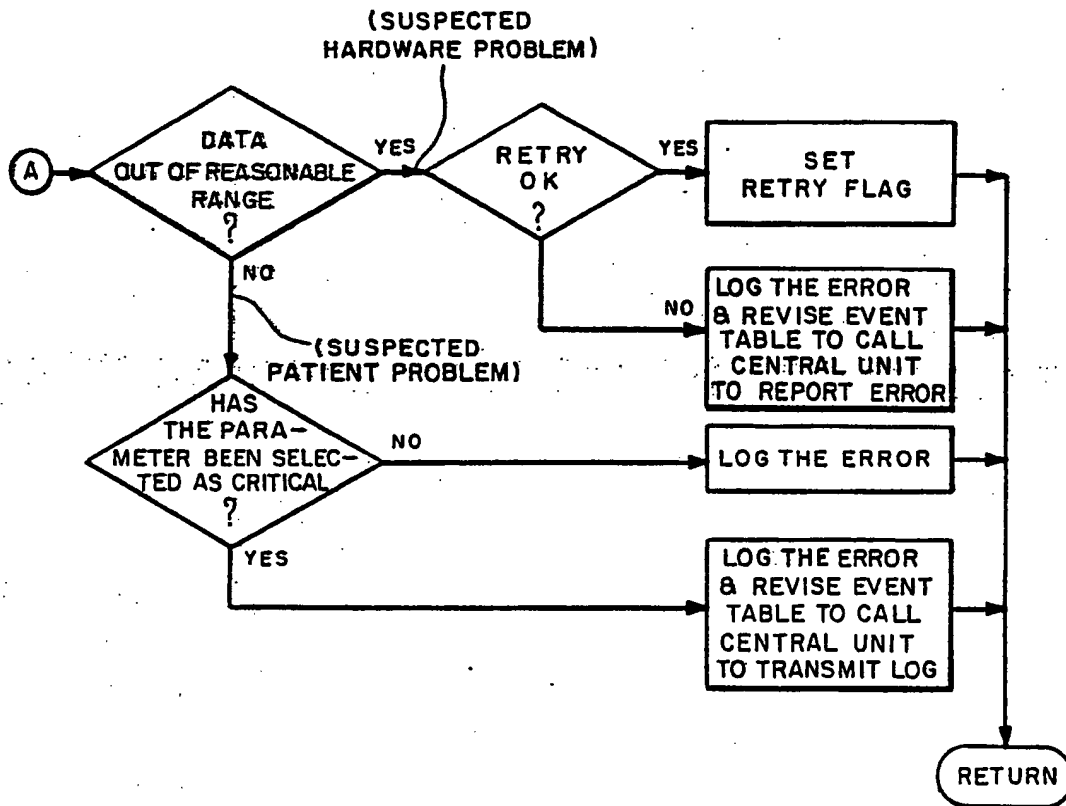 (SUSPECTED
HARDWARE PROBLEM)
A
DATA
OUT OF REASONABLE
RANGE
?
YES
RETRY
OK
?
YES
SET
RETRY FLAG
NO
(SUSPECTED
PATIENT PROBLEM)
NO
LOG THE ERROR
& REVISE EVENT
TABLE TO CALL
CENTRAL UNIT
TO REPORT ERROR
HAS
THE PARA-
METER BEEN SELEC-
TED AS CRITICAL
?
NO
LOG THE ERROR
YES
LOG THE ERROR
& REVISE EVENT
TABLE TO CALL
CENTRAL UNIT
TO TRANSMIT LOG
RETURN